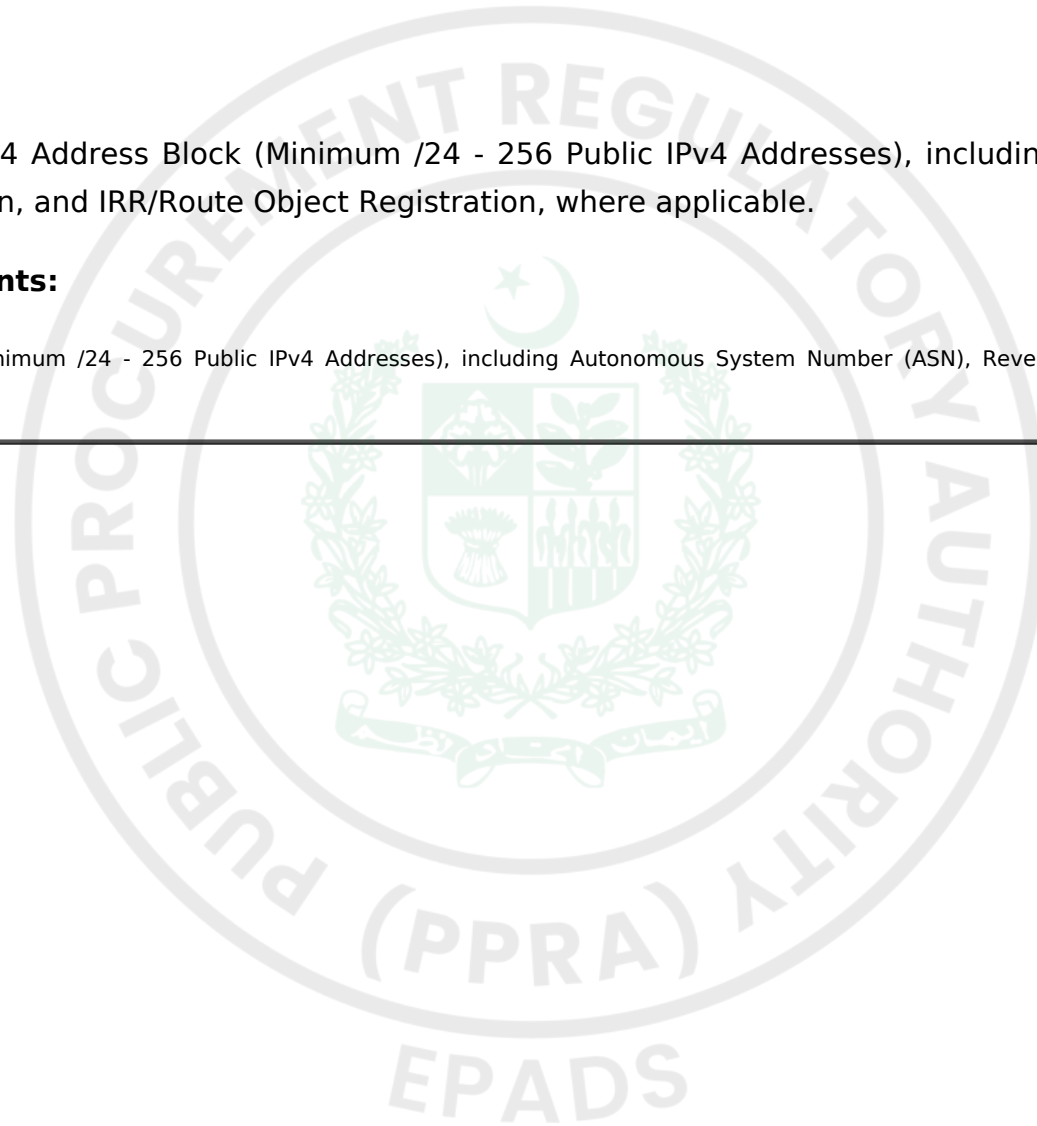 4 Address Block (Minimum /24 - 256 Public IPv4 Addresses), includin
n, and IRR/Route Object Registration, where applicable.
nts:
nimum /24 - 256 Public IPv4 Addresses), including Autonomous System Number (ASN), Reve
PUBLIC PROCUREMENT REGULATORY AUTHORITY
(PPRA)
EPADS